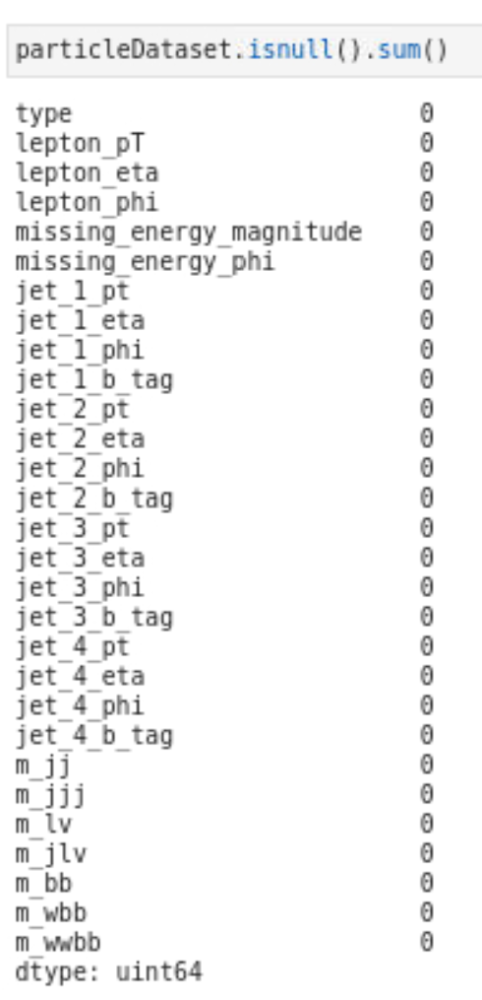 particleDataset.isnull().sum()
type 0
lepton_pT 0
lepton_eta 0
lepton_phi 0
missing_energy_magnitude 0
missing_energy_phi 0
jet_1_pt 0
jet_1_eta 0
jet_1_phi 0
jet_1_b_tag 0
jet_2_pt 0
jet_2_eta 0
jet_2_phi 0
jet_2_b_tag 0
jet_3_pt 0
jet_3_eta 0
jet_3_phi 0
jet_3_b_tag 0
jet_4_pt 0
jet_4_eta 0
jet_4_phi 0
jet_4_b_tag 0
m_jj 0
m_jjj 0
m_lv 0
m_jlv 0
m_bb 0
m_wbb 0
m_wwbb 0
dtype: uint64